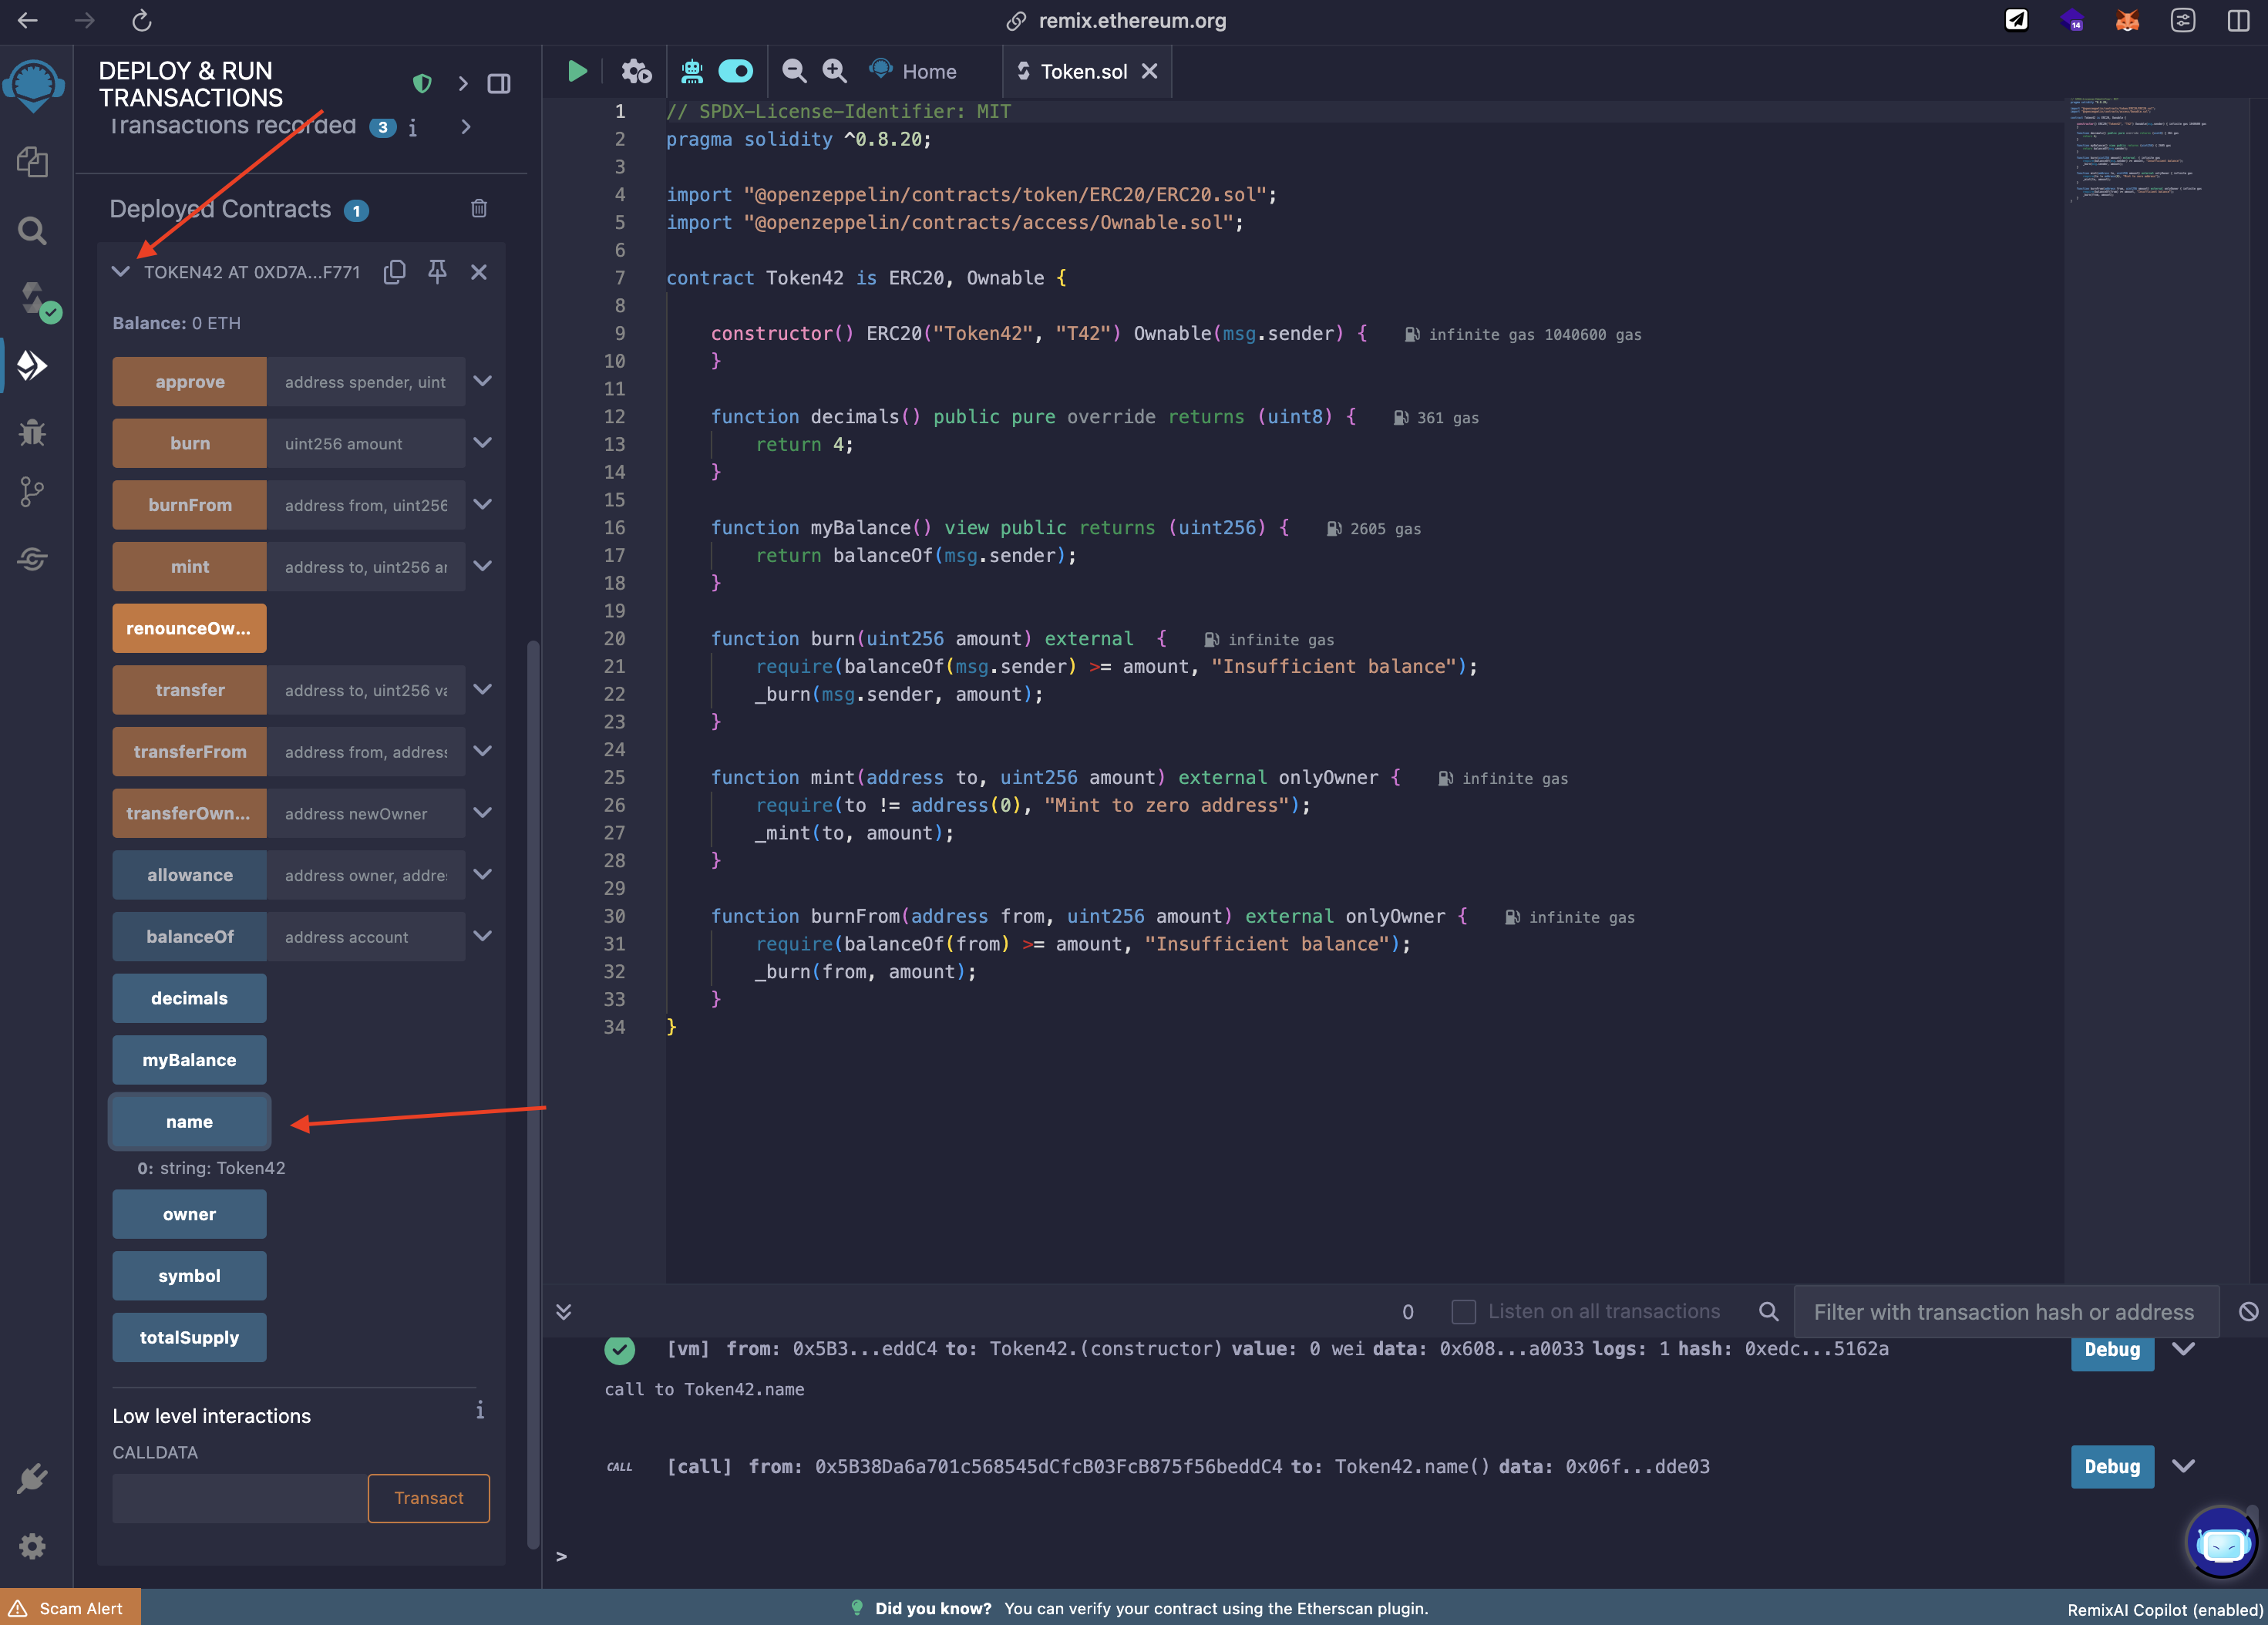 remix.ethereum.org
14
DEPLOY & RUN
TRANSACTIONS
Transactions recorded 3 i
Deployed Contracts 1
TOKEN42 AT 0XD7A...F771
Balance: 0 ETH
approve address spender, uint
burn uint256 amount
burnFrom address from, uint256
mint address to, uint256 ar
renounceOw...
transfer address to, uint256 va
transferFrom address from, address
transferOwn... address newOwner
allowance address owner, addre
balanceOf address account
decimals
myBalance
name
0: string: Token42
owner
symbol
totalSupply
Low level interactions i
CALLDATA
Transact
Home Token.sol
1 // SPDX-License-Identifier: MIT
2 pragma solidity ^0.8.20;
3
4 import "@openzeppelin/contracts/token/ERC20/ERC20.sol";
5 import "@openzeppelin/contracts/access/Ownable.sol";
6
7 contract Token42 is ERC20, Ownable {
8
9 constructor() ERC20("Token42", "T42") Ownable(msg.sender) { infinite gas 1040600 gas
10 }
11
12 function decimals() public pure override returns (uint8) { 361 gas
13 return 4;
14 }
15
16 function myBalance() view public returns (uint256) { 2605 gas
17 return balanceOf(msg.sender);
18 }
19
20 function burn(uint256 amount) external { infinite gas
21 require(balanceOf(msg.sender) >= amount, "Insufficient balance");
22 _burn(msg.sender, amount);
23 }
24
25 function mint(address to, uint256 amount) external onlyOwner { infinite gas
26 require(to != address(0), "Mint to zero address");
27 _mint(to, amount);
28 }
29
30 function burnFrom(address from, uint256 amount) external onlyOwner { infinite gas
31 require(balanceOf(from) >= amount, "Insufficient balance");
32 _burn(from, amount);
33 }
34 }
0 Listen on all transactions Filter with transaction hash or address
[vm] from: 0x5B3...eddC4 to: Token42.(constructor) value: 0 wei data: 0x608...a0033 logs: 1 hash: 0xedc...5162a Debug
call to Token42.name
CALL [call] from: 0x5B38Da6a701c568545dCfcB03FcB875f56beddC4 to: Token42.name() data: 0x06f...dde03 Debug
>
Scam Alert
Did you know? You can verify your contract using the Etherscan plugin.
RemixAI Copilot (enabled)